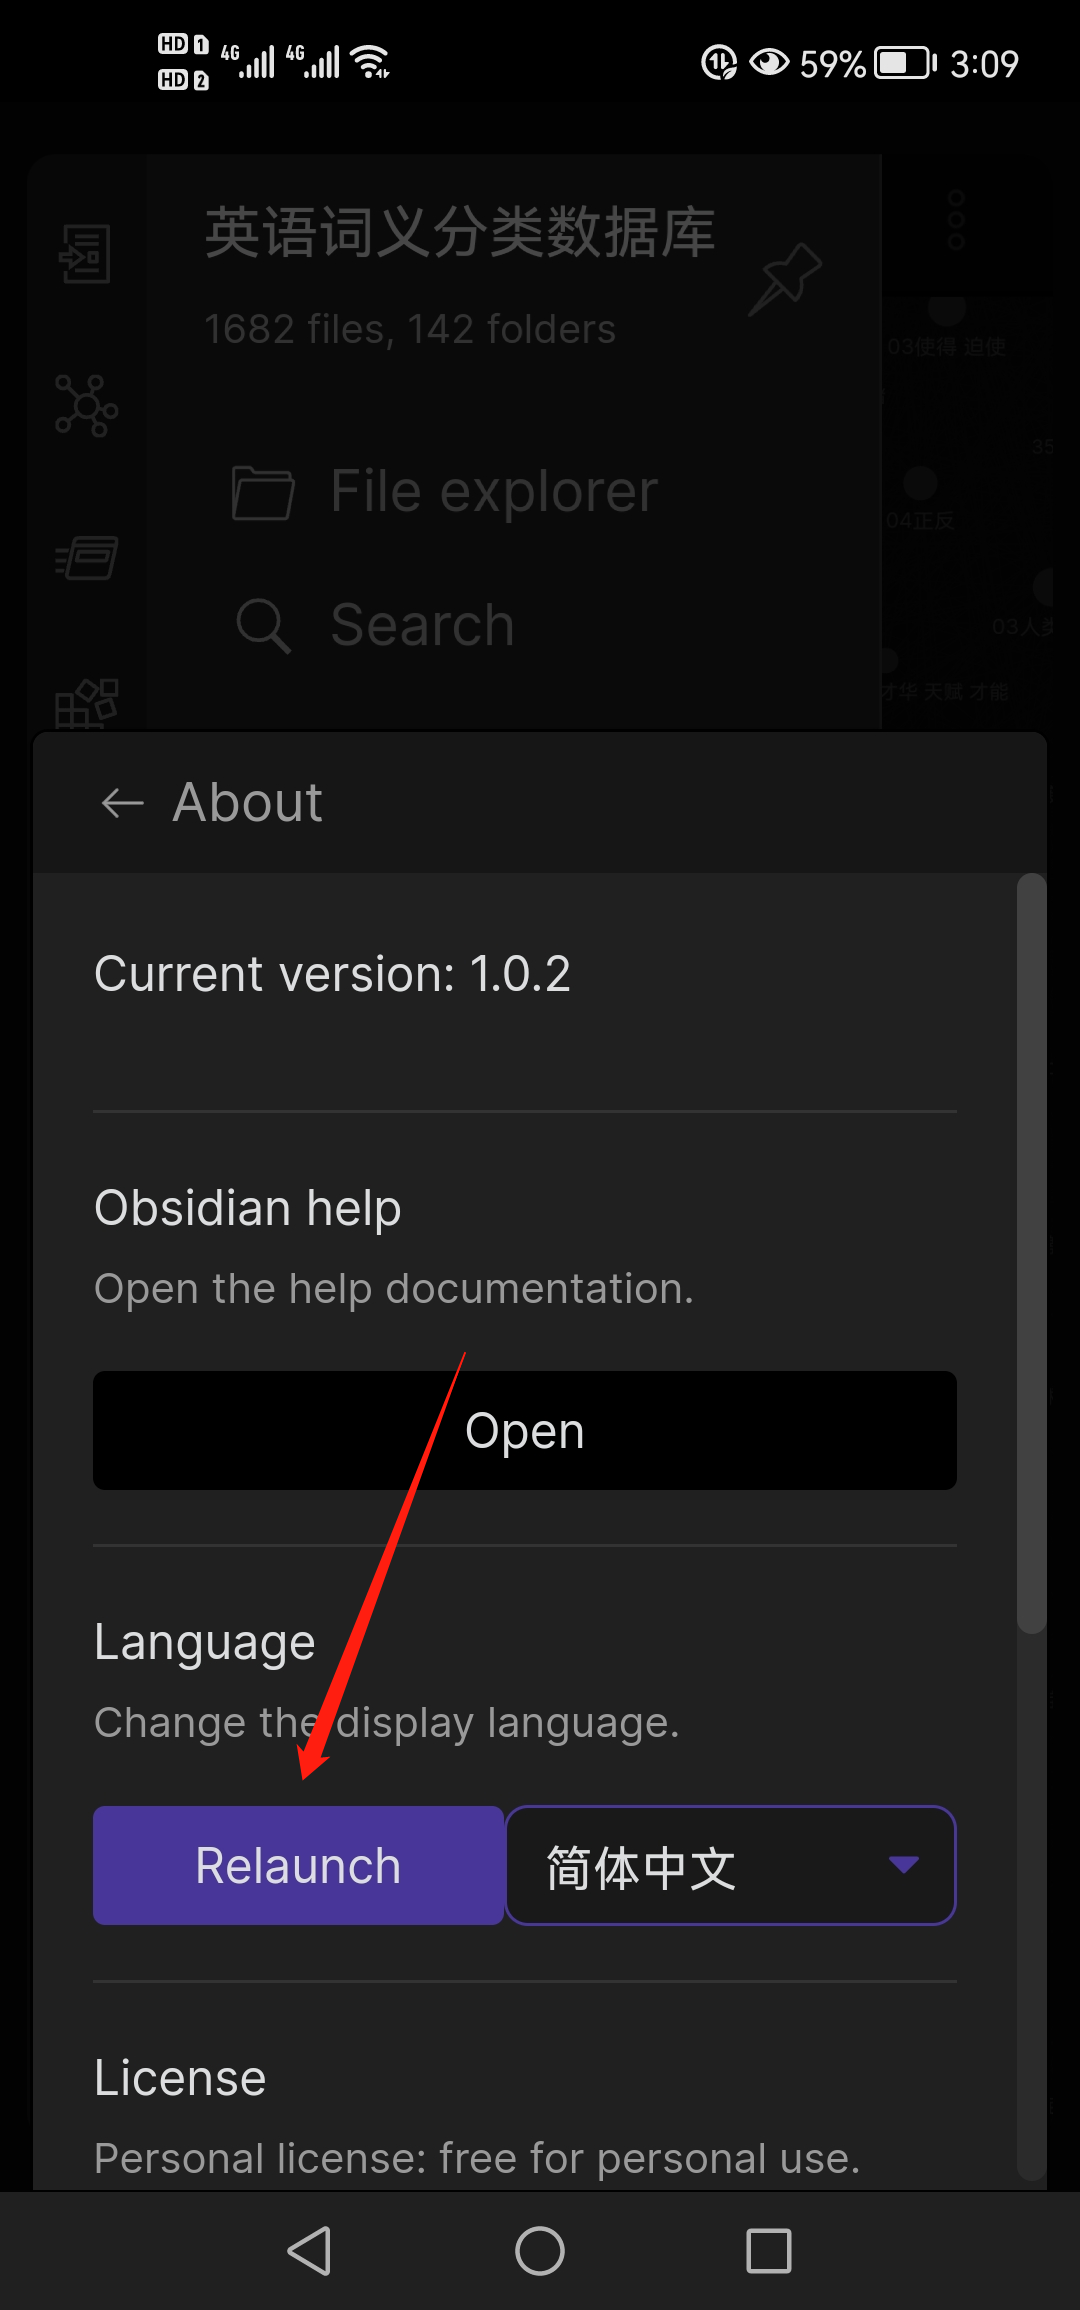 HD 1 4G 4G 59% 3:09
HD 2
英语词义分类数据库
1682 files, 142 folders
03使得 迫使
35
File explorer
04正反
Search
03人类
才华 天赋 才能
About
Current version: 1.0.2
Obsidian help
Open the help documentation.
Open
Language
Change the display language.
Relaunch 简体中文
License
Personal license: free for personal use.